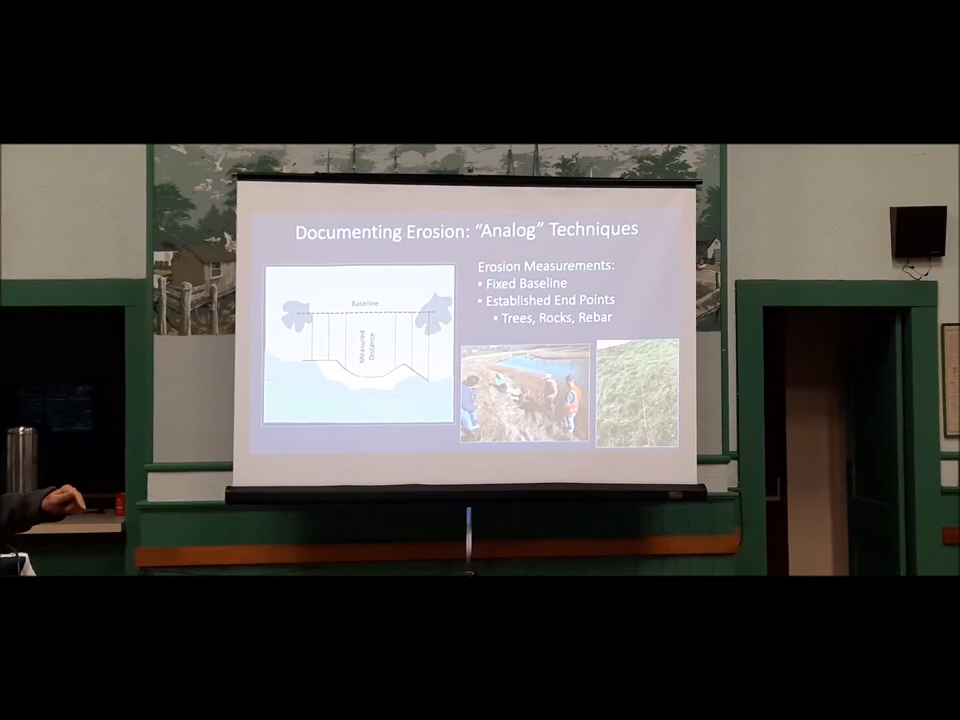 Documenting Erosion: “Analog” Techniques
Baseline
Measured
Distance
Erosion Measurements:
• Fixed Baseline
• Established End Points
• Trees, Rocks, Rebar